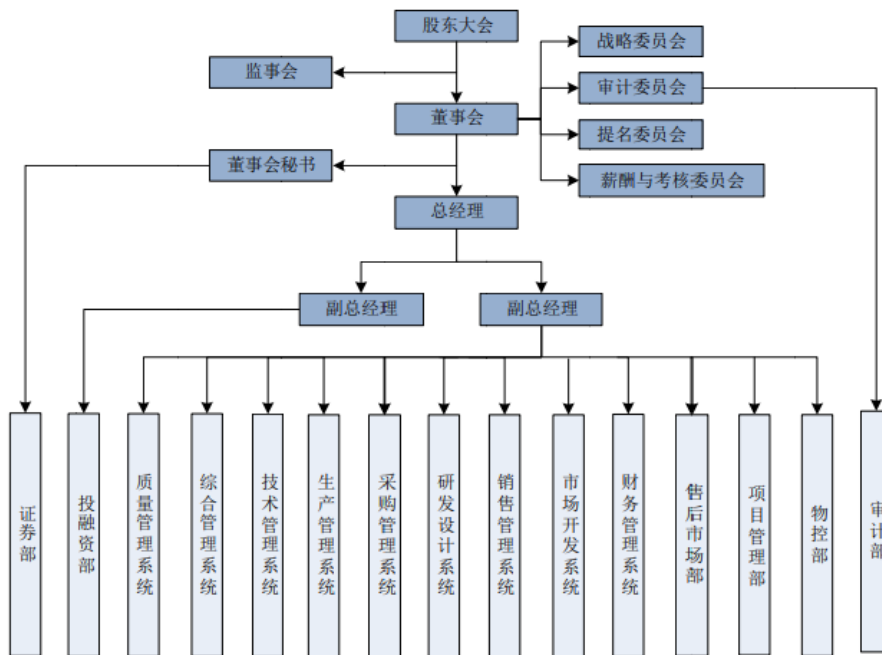 股东大会
战略委员会
监事会
审计委员会
董事会
提名委员会
董事会秘书
薪酬与考核委员会
总经理
副总经理
副总经理
证券部
投融资部
质量管理系统
综合管理系统
技术管理系统
生产管理系统
采购管理系统
研发设计系统
销售管理系统
市场开发系统
财务管理系统
售后市场部
项目管理部
物控部
审计部